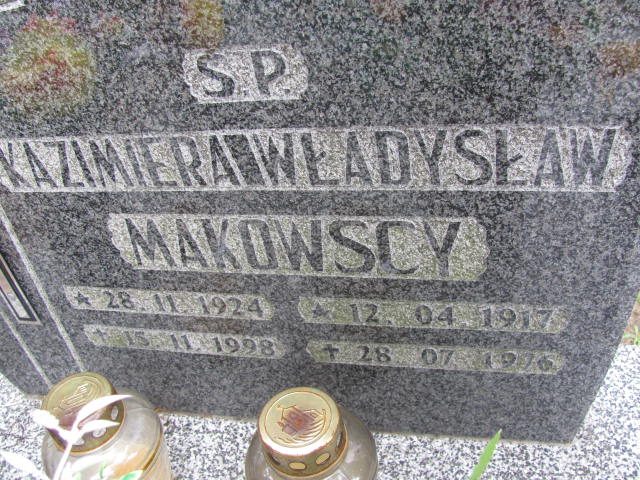 S.P.
KAZIMIERA WŁADYSŁAW
MAKOWSCY
★ 28. 11. 1924 ★ 12. 04. 1917
✝ 15. 11. 1998 ✝ 28. 07. 1976